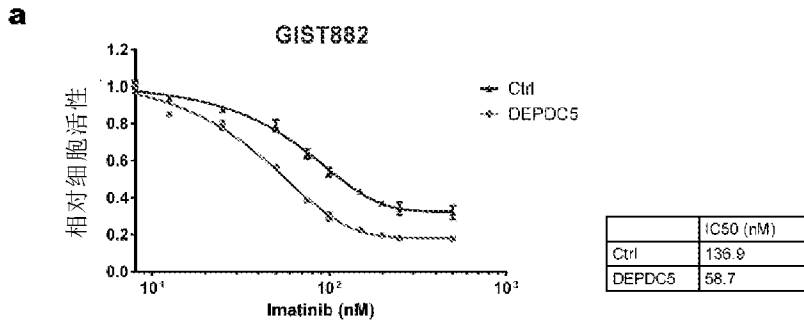 a
GIST882
1.2
1.0
0.8
0.6
0.4
0.2
0.0
相对细胞活性
10¹
10²
10³
Imatinib (nM)
Ctrl
DEPDC5
IC50 (nM)
Ctrl 136.9
DEPDC5 58.7